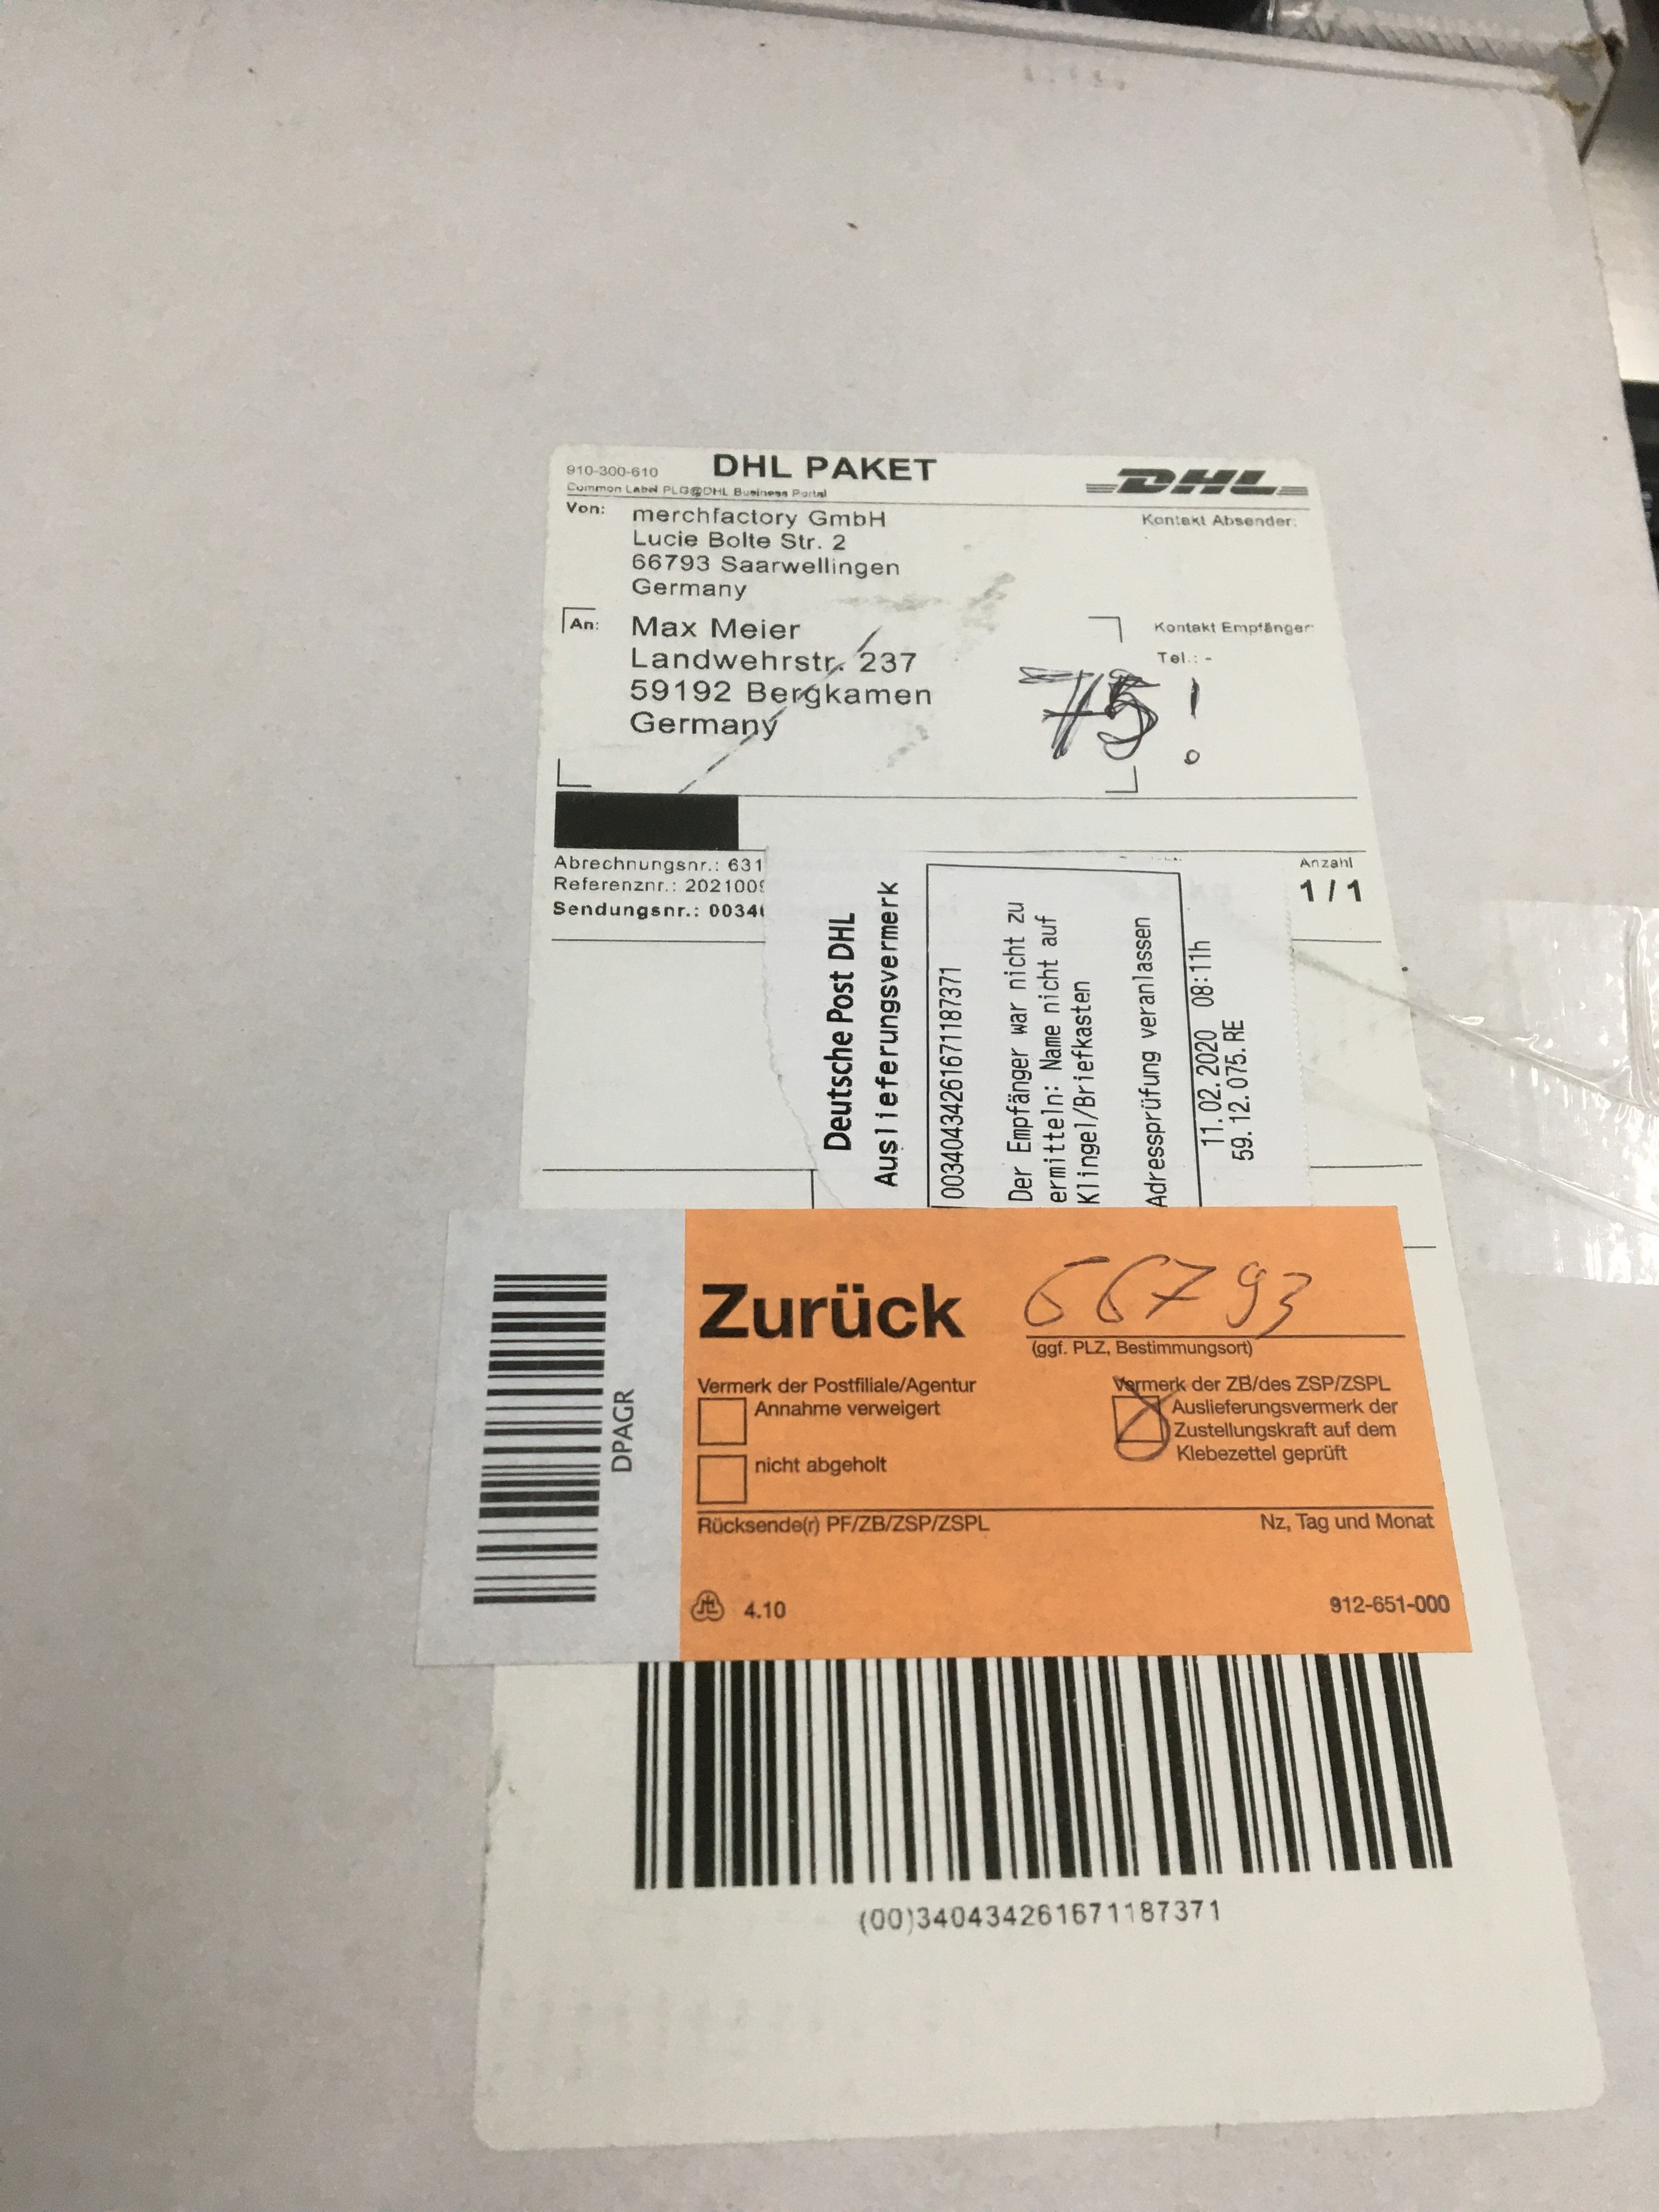 910-300-610 DHL PAKET
Common Label PLG@DHL Business Portal
DHL
Von: merchfactory GmbH
Lucie Bolte Str. 2
66793 Saarwellingen
Germany
Kontakt Absender:
An: Max Meier
Landwehrstr. 237
59192 Bergkamen
Germany
Kontakt Empfänger:
Tel.: -
75!
Abrechnungsnr.: 631
Referenznr.: 2021009
Sendungsnr.: 0034
Anzahl
1 / 1
Deutsche Post DHL
Auslieferungsvermerk
00340434261671187371
Der Empfänger war nicht zu
ermitteln: Name nicht auf
Klingel/Briefkasten
Adressprüfung veranlassen
11.02.2020 08:11h
59.12.075.RE
DPAGR
Zurück 66793
(ggf. PLZ, Bestimmungsort)
Vermerk der Postfiliale/Agentur
Annahme verweigert
nicht abgeholt
Vermerk der ZB/des ZSP/ZSPL
Auslieferungsvermerk der
Zustellungskraft auf dem
Klebezettel geprüft
Rücksende(r) PF/ZB/ZSP/ZSPL
Nz, Tag und Monat
4.10
912-651-000
(00)340434261671187371